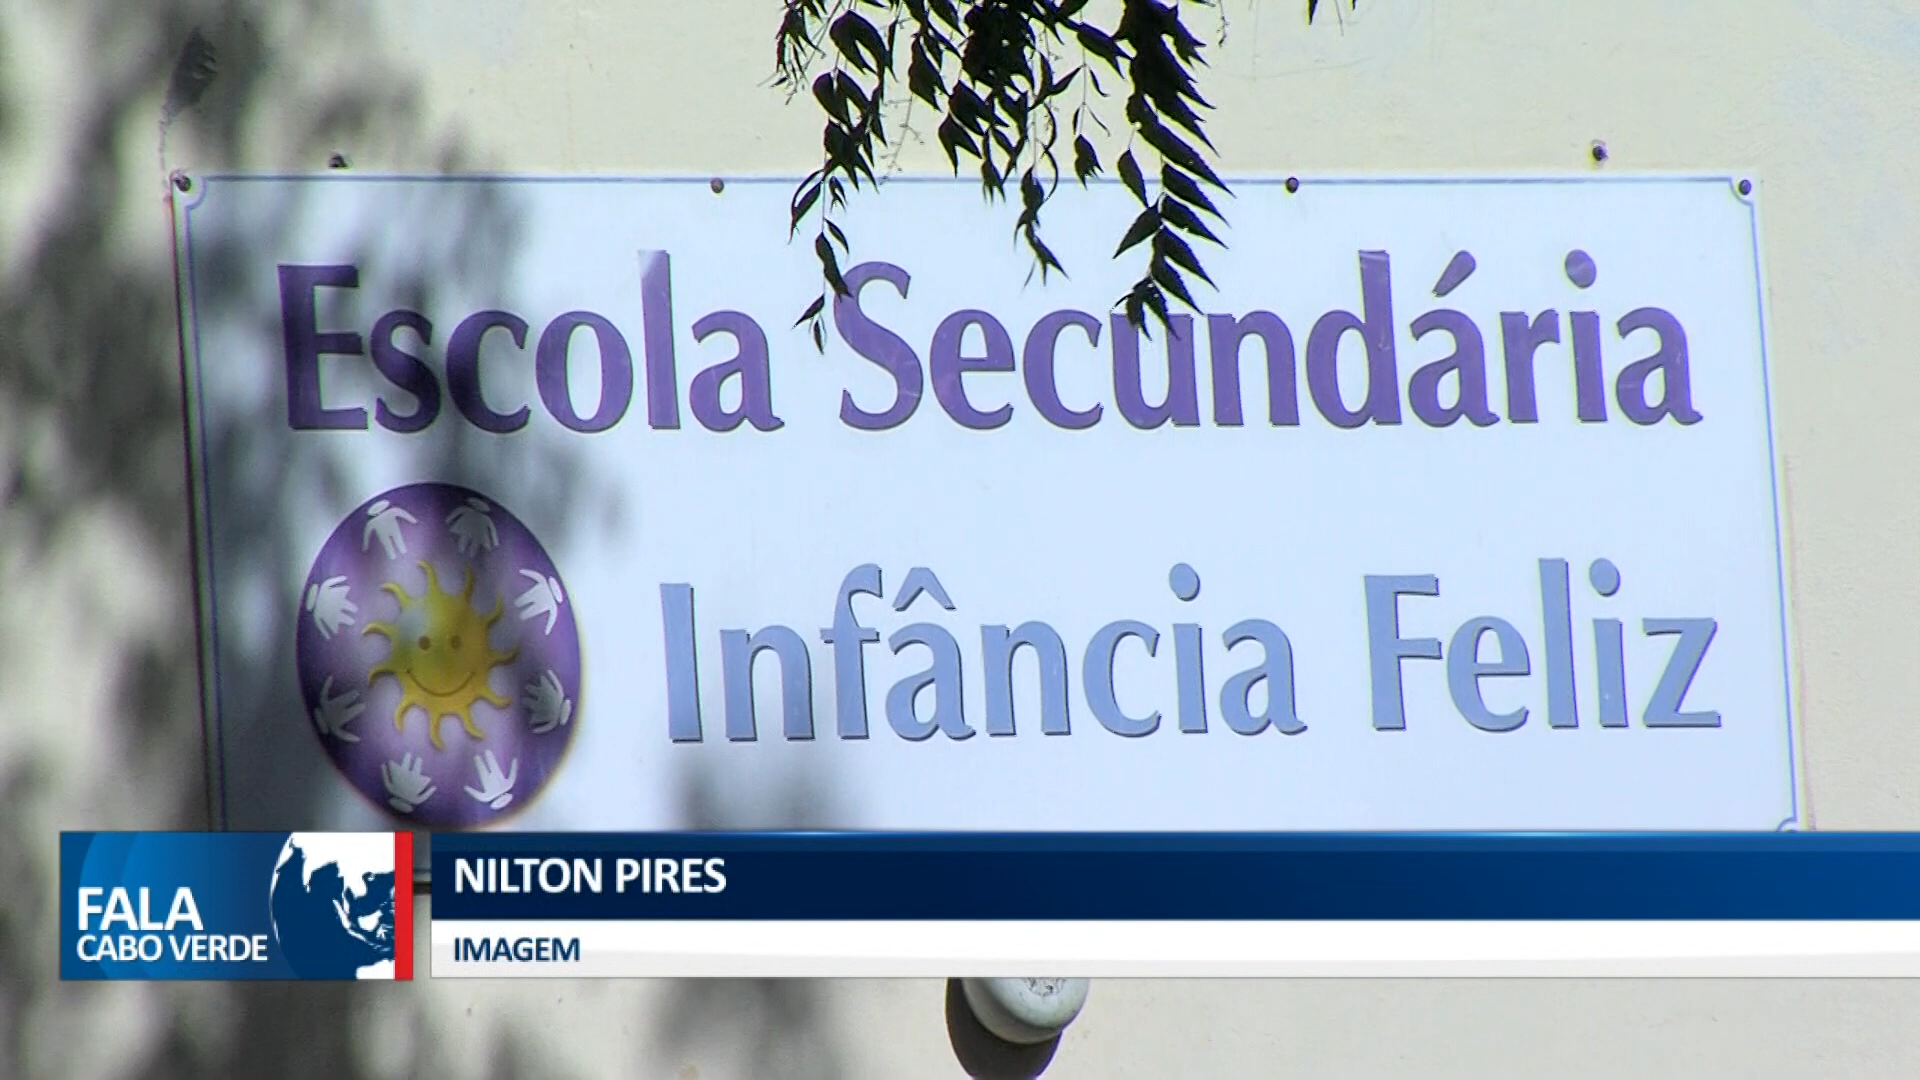 Escola Secundária
Infância Feliz
FALA
CABO VERDE
NILTON PIRES
IMAGEM